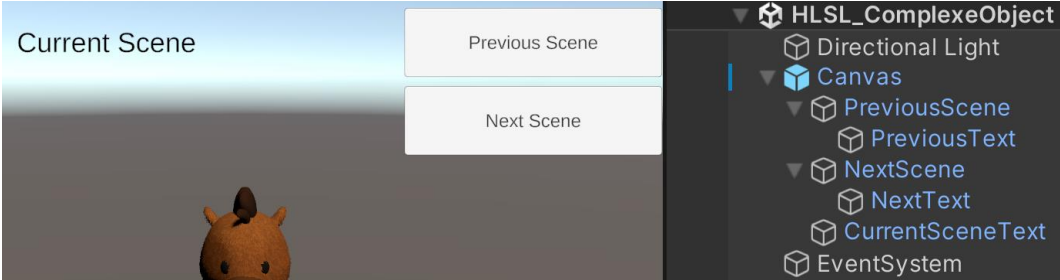 Current Scene
Previous Scene
Next Scene
HLSL_ComplexeObject
Directional Light
Canvas
PreviousScene
PreviousText
NextScene
NextText
CurrentSceneText
EventSystem